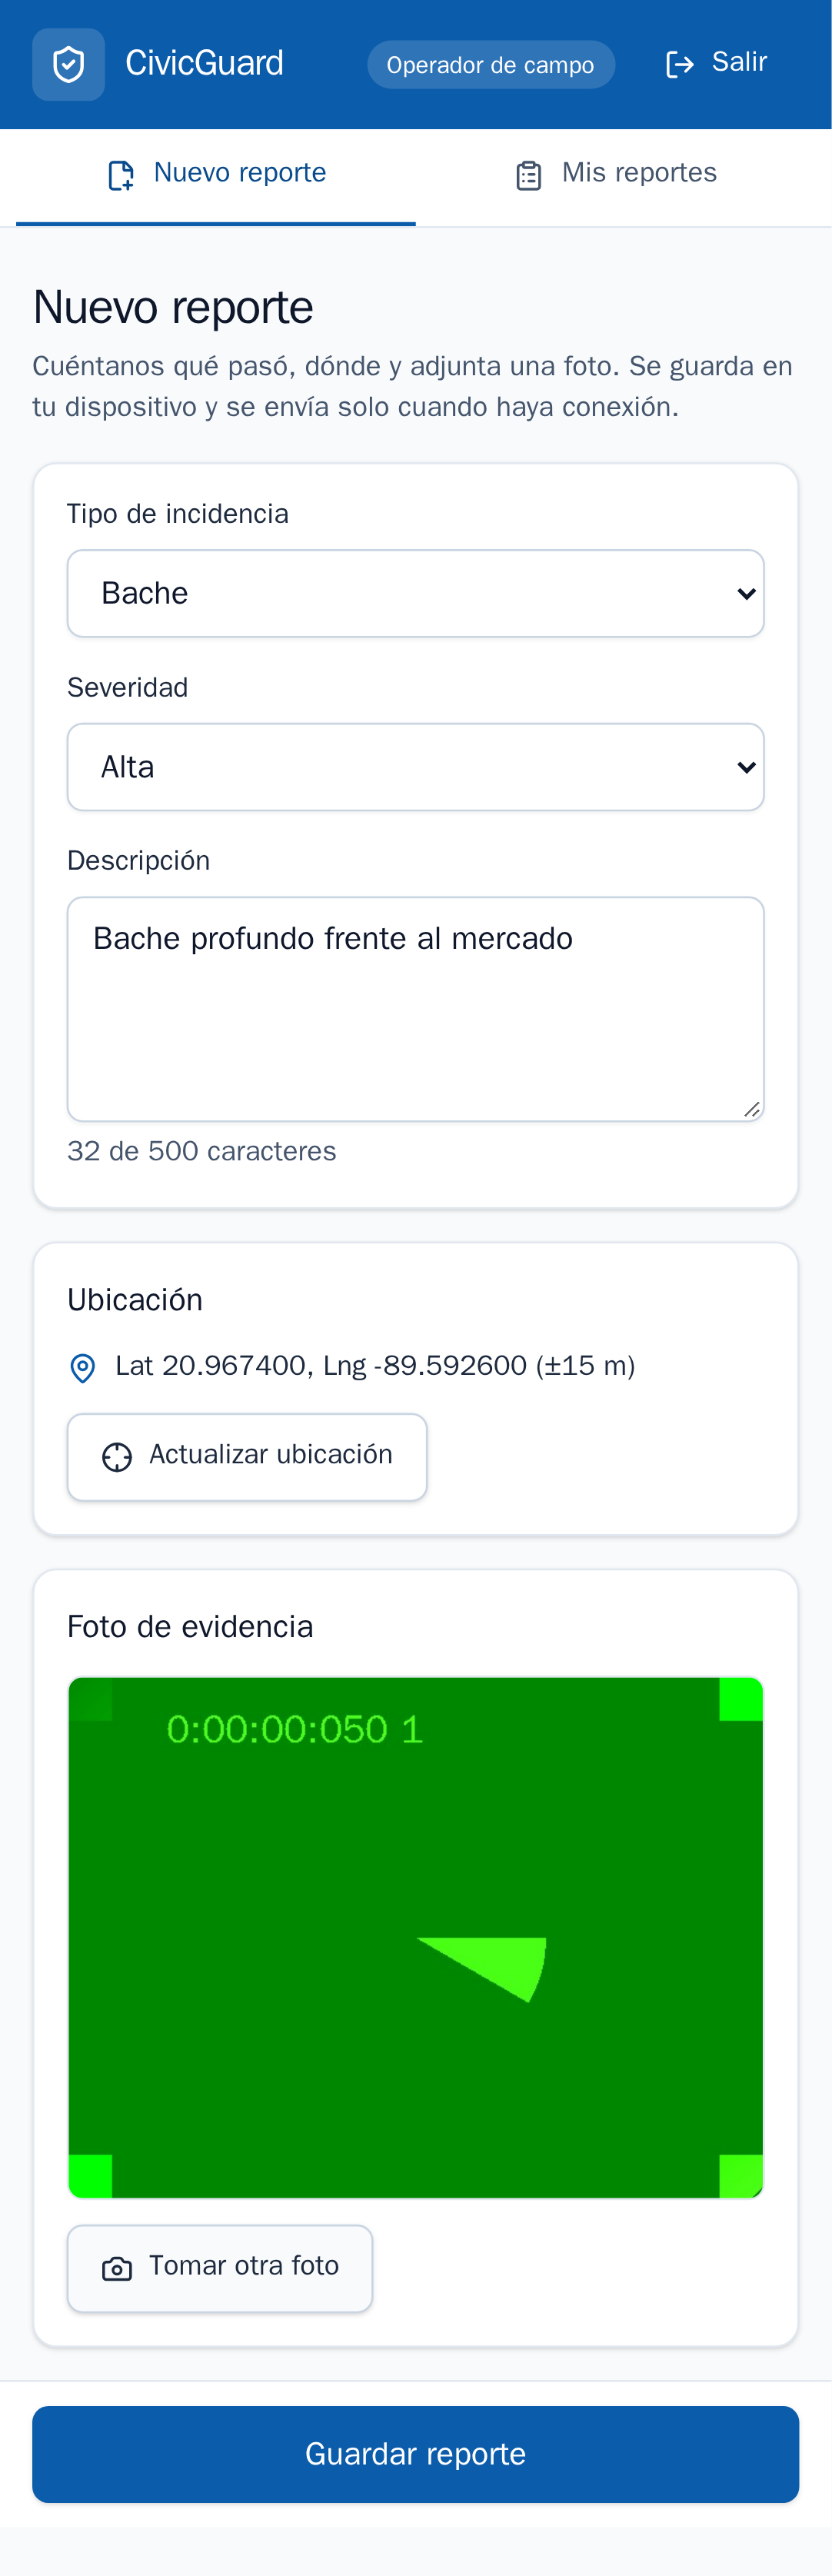 CivicGuard
Operador de campo
Salir
Nuevo reporte
Mis reportes
Nuevo reporte
Cuéntanos qué pasó, dónde y adjunta una foto. Se guarda en
tu dispositivo y se envía solo cuando haya conexión.
Tipo de incidencia
Bache
Severidad
Alta
Descripción
Bache profundo frente al mercado
32 de 500 caracteres
Ubicación
Lat 20.967400, Lng -89.592600 (±15 m)
Actualizar ubicación
Foto de evidencia
0:00:00:050 1
Tomar otra foto
Guardar reporte